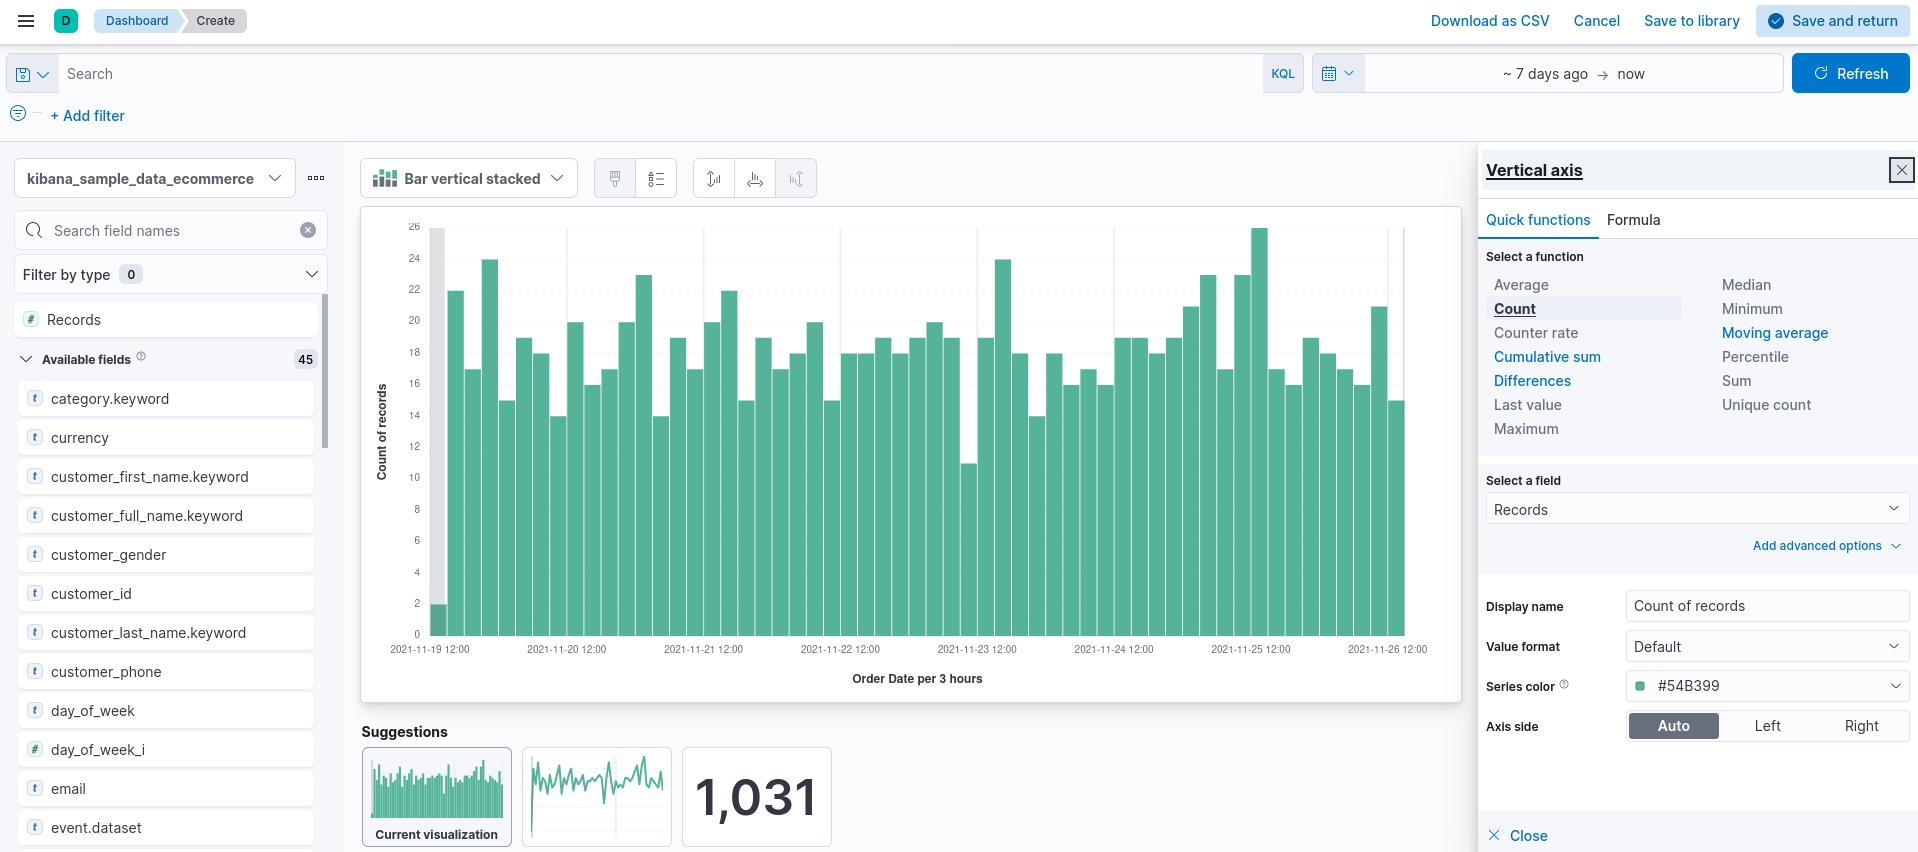 D Dashboard Create Download as CSV Cancel Save to library Save and return
Search KQL ~ 7 days ago → now Refresh
+ Add filter
kibana_sample_data_ecommerce
Search field names
Filter by type 0
# Records
Available fields 45
t category.keyword
t currency
t customer_first_name.keyword
t customer_full_name.keyword
t customer_gender
t customer_id
t customer_last_name.keyword
t customer_phone
t day_of_week
# day_of_week_i
t email
t event.dataset
Bar vertical stacked
26
24
22
20
18
16
14
12
10
8
6
4
2
0
Count of records
2021-11-19 12:00 2021-11-20 12:00 2021-11-21 12:00 2021-11-22 12:00 2021-11-23 12:00 2021-11-24 12:00 2021-11-25 12:00 2021-11-26 12:00
Order Date per 3 hours
Suggestions
Current visualization
1,031
Vertical axis
Quick functions Formula
Select a function
Average Median
Count Minimum
Counter rate Moving average
Cumulative sum Percentile
Differences Sum
Last value Unique count
Maximum
Select a field
Records
Add advanced options
Display name Count of records
Value format Default
Series color #54B399
Axis side Auto Left Right
Close